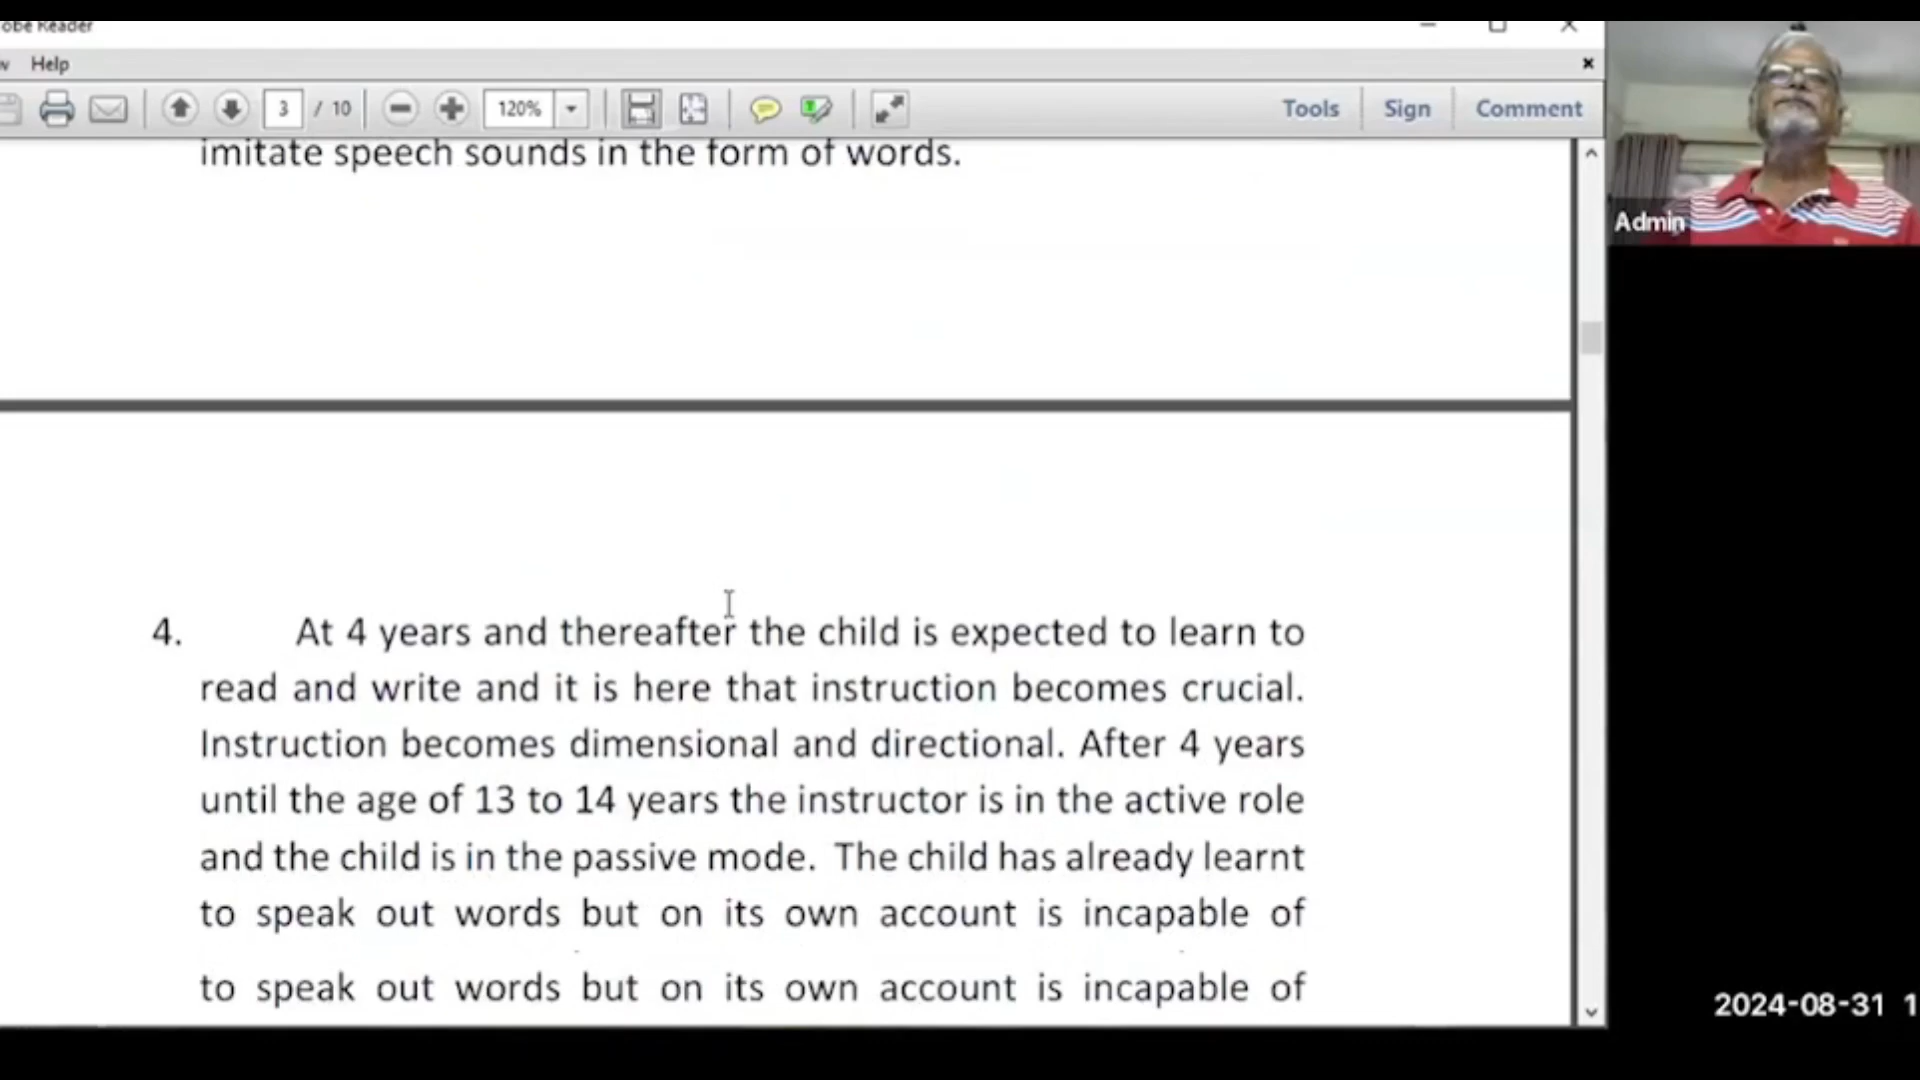 obe Reader
w Help
3 / 10 120% Tools Sign Comment
imitate speech sounds in the form of words.
Admin
4. At 4 years and thereafter the child is expected to learn to
read and write and it is here that instruction becomes crucial.
Instruction becomes dimensional and directional. After 4 years
until the age of 13 to 14 years the instructor is in the active role
and the child is in the passive mode. The child has already learnt
to speak out words but on its own account is incapable of
to speak out words but on its own account is incapable of
2024-08-31 1